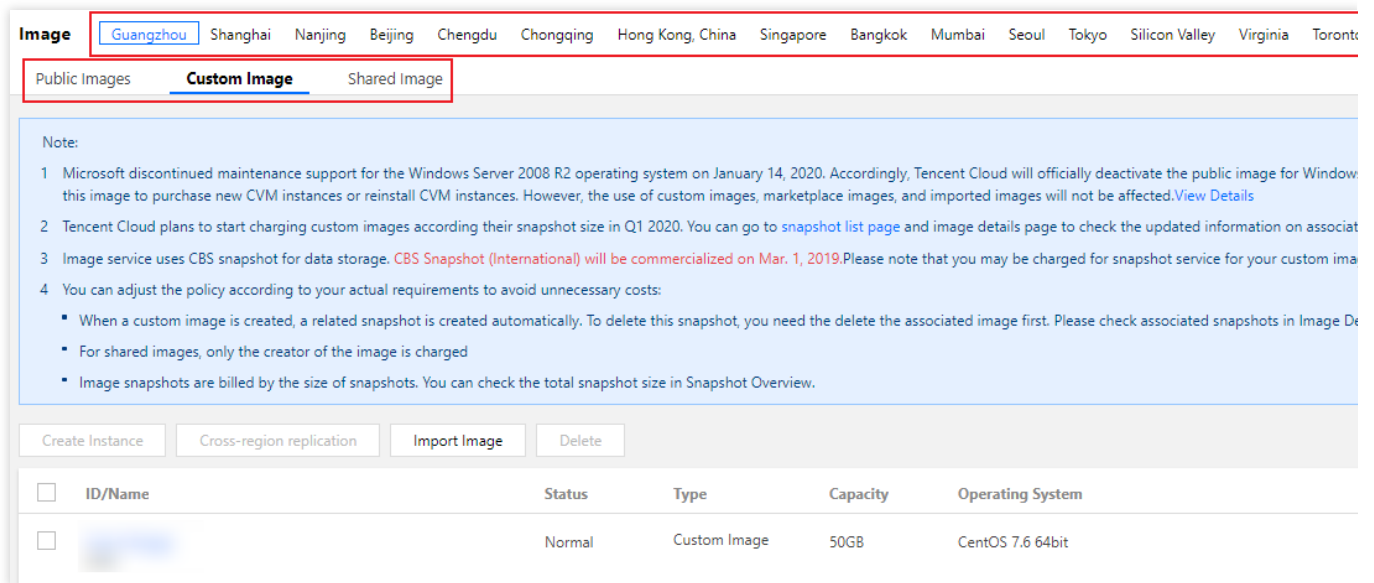 Image Guangzhou Shanghai Nanjing Beijing Chengdu Chongqing Hong Kong, China Singapore Bangkok Mumbai Seoul Tokyo Silicon Valley Virginia Toronto
Public Images Custom Image Shared Image
Note:
1 Microsoft discontinued maintenance support for the Windows Server 2008 R2 operating system on January 14, 2020. Accordingly, Tencent Cloud will officially deactivate the public image for Window
this image to purchase new CVM instances or reinstall CVM instances. However, the use of custom images, marketplace images, and imported images will not be affected.View Details
2 Tencent Cloud plans to start charging custom images according their snapshot size in Q1 2020. You can go to snapshot list page and image details page to check the updated information on associat
3 Image service uses CBS snapshot for data storage. CBS Snapshot (International) will be commercialized on Mar. 1, 2019.Please note that you may be charged for snapshot service for your custom ima
4 You can adjust the policy according to your actual requirements to avoid unnecessary costs:
▪ When a custom image is created, a related snapshot is created automatically. To delete this snapshot, you need the delete the associated image first. Please check associated snapshots in Image De
▪ For shared images, only the creator of the image is charged
▪ Image snapshots are billed by the size of snapshots. You can check the total snapshot size in Snapshot Overview.
Create Instance Cross-region replication Import Image Delete
ID/Name Status Type Capacity Operating System
Normal Custom Image 50GB CentOS 7.6 64bit